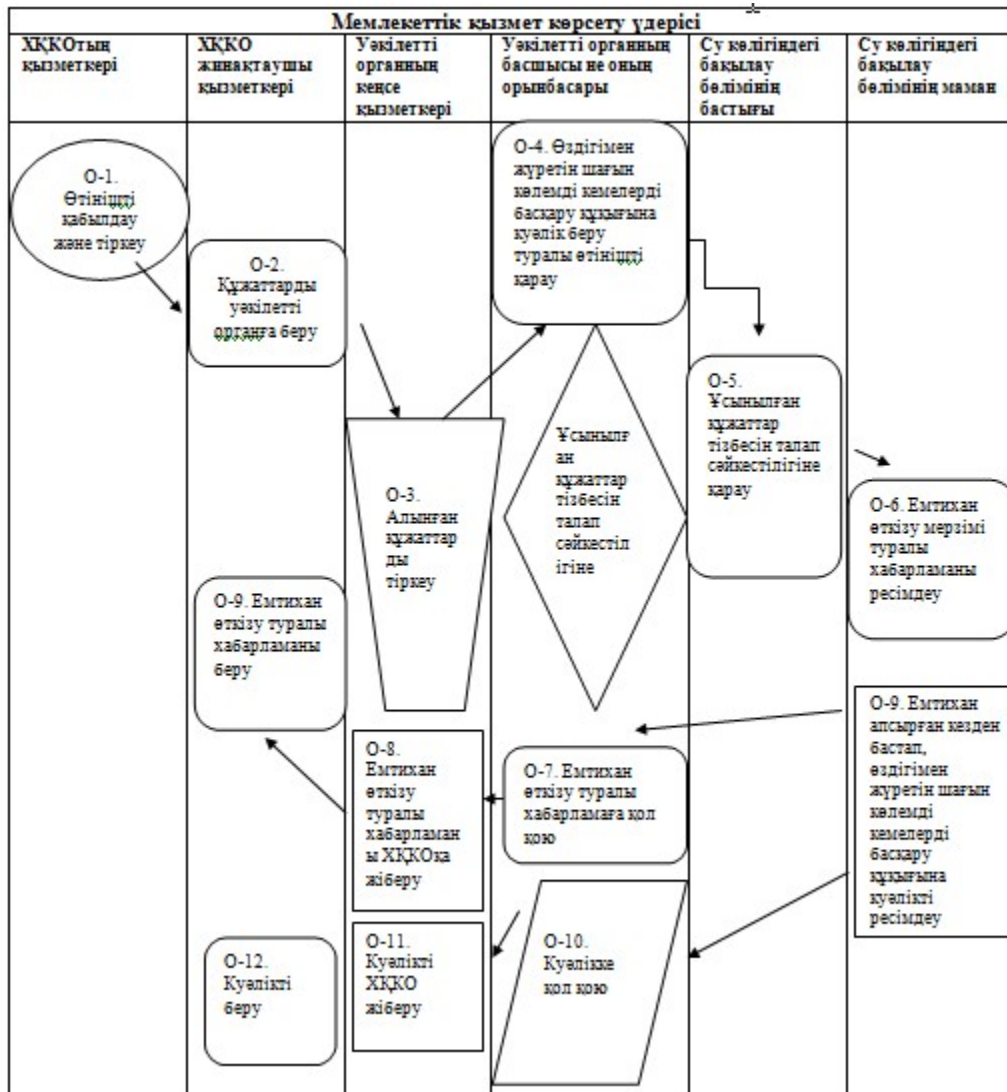 Мемлекеттік қызмет көрсету үдерісі
ХҚКОтың
қызметкері
ХҚКО
жинақтаушы
қызметкері
Уәкілетті
органның
кеңсе
қызметкері
Уәкілетті органның
басшысы не оның
орынбасары
Су көлігіндегі
бақылау
бөлімінің
бастығы
Су көлігіндегі
бақылау
бөлімінің маман
О-1.
Өтінішті
қабылдау
және тіркеу
О-2.
Құжаттарды
уәкілетті
органға беру
О-3.
Алынған
құжаттар
ды
тіркеу
О-4. Өздігімен
жүретін шағын
көлемді кемелерді
басқару құқығына
куәлік беру
туралы өтінішті
қарау
Ұсынылғ
ан
құжаттар
тізбесін
талап
сәйкестіл
ігіне
О-5.
Ұсынылған
құжаттар
тізбесін талап
сәйкестілігіне
қарау
О-6. Емтихан
өткізу мерзімі
туралы
хабарламаны
ресімдеу
О-9. Емтихан
өткізу туралы
хабарламаны
беру
О-8.
Емтихан
өткізу
туралы
хабарламан
ы ХҚКОқа
жіберу
О-7. Емтихан
өткізу туралы
хабарламаға қол
қою
О-9. Емтихан
апсырған кезден
бастап,
өздігімен
жүретін шағын
көлемді
кемелерді
басқару
құқығына
куәлікті
ресімдеу
О-12.
Куәлікті
беру
О-11.
Куәлікті
ХҚКО
жіберу
О-10.
Куәлікке
қол қою